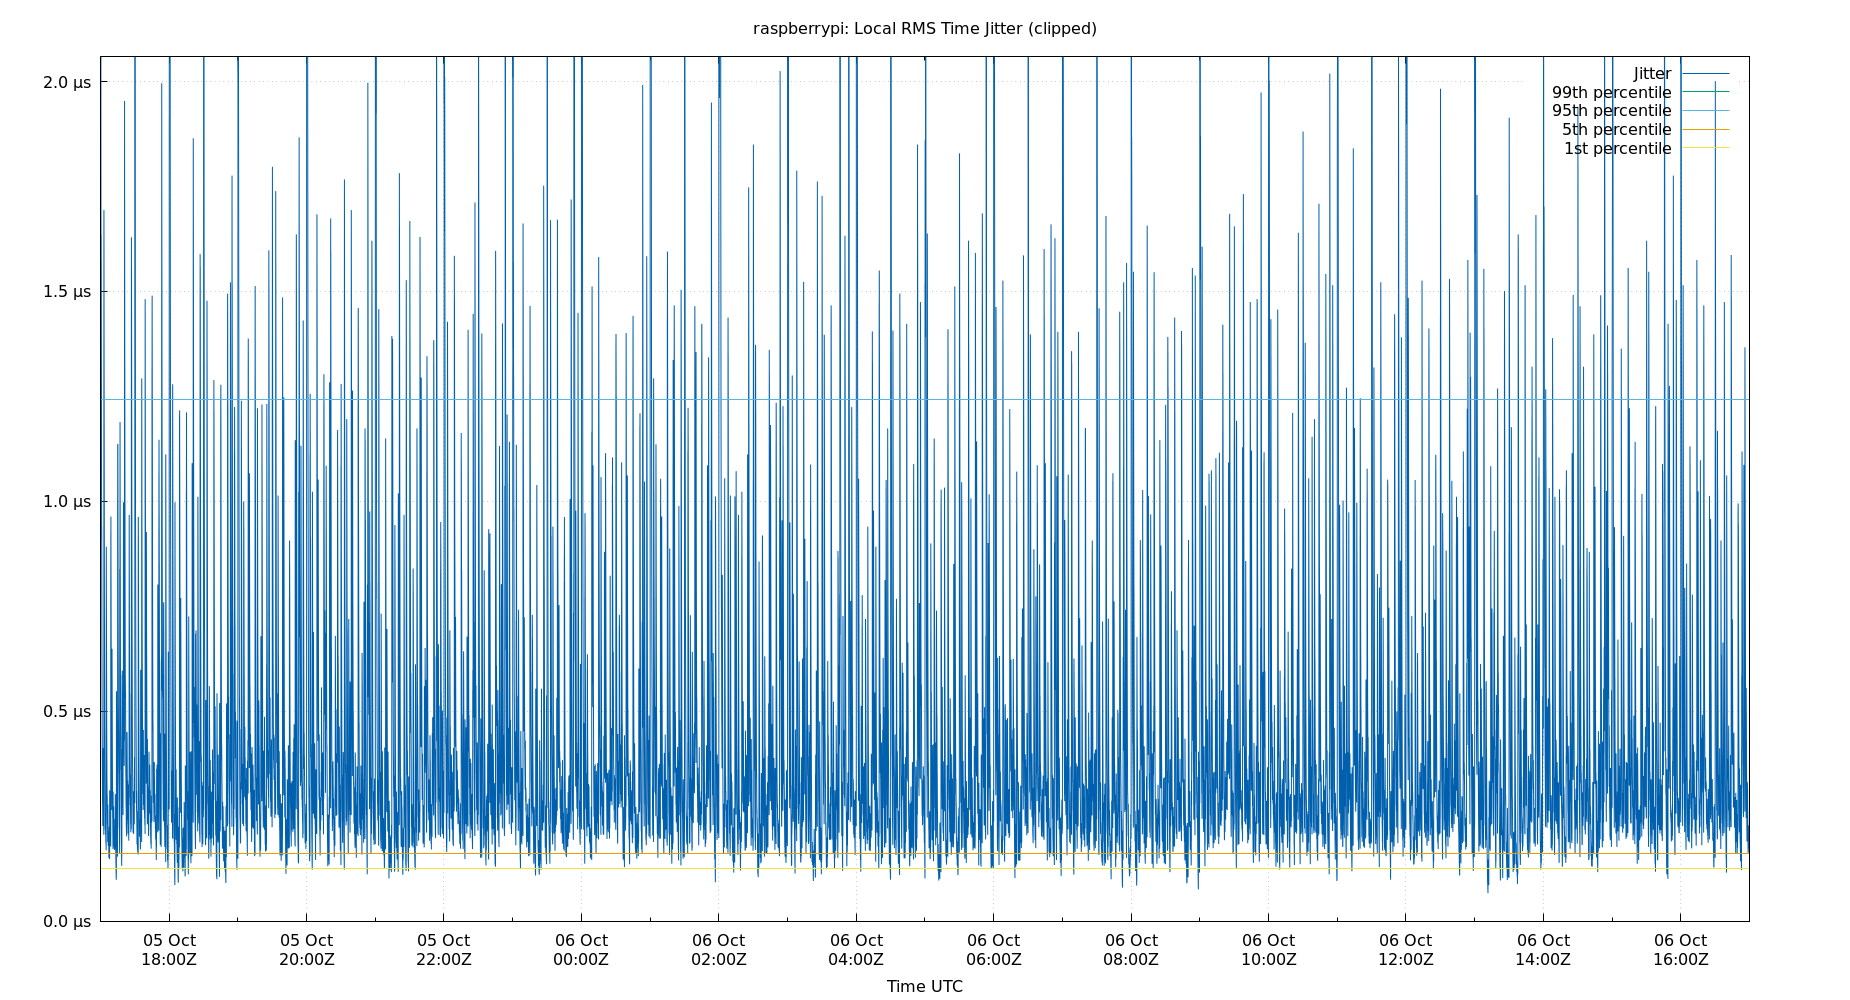 raspberrypi: Local RMS Time Jitter (clipped)
2.0 µs
1.5 µs
1.0 µs
0.5 µs
0.0 µs
Jitter
99th percentile
95th percentile
5th percentile
1st percentile
05 Oct 05 Oct 05 Oct 06 Oct 06 Oct 06 Oct 06 Oct 06 Oct 06 Oct 06 Oct 06 Oct 06 Oct
18:00Z 20:00Z 22:00Z 00:00Z 02:00Z 04:00Z 06:00Z 08:00Z 10:00Z 12:00Z 14:00Z 16:00Z
Time UTC